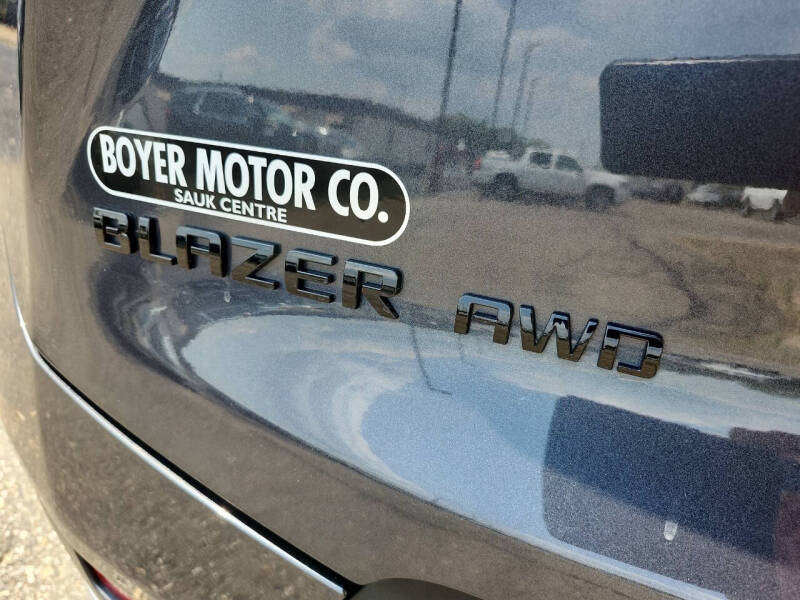 BOYER MOTOR CO.
SAUK CENTRE
BLAZER AWD